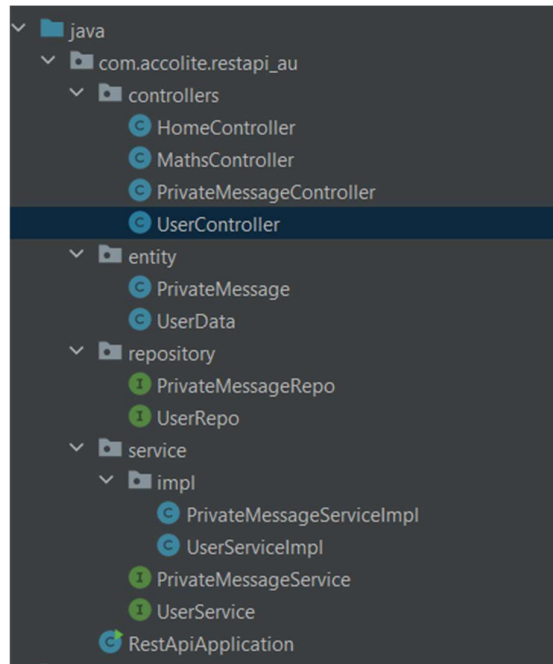 java
com.accolite.restapi_au
controllers
C HomeController
C MathsController
C PrivateMessageController
C UserController
entity
C PrivateMessage
C UserData
repository
I PrivateMessageRepo
I UserRepo
service
impl
C PrivateMessageServiceImpl
C UserServiceImpl
I PrivateMessageService
I UserService
C RestApiApplication